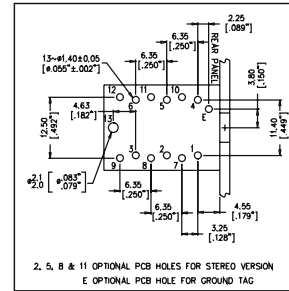 2.25
[.089"]
6.35
[.250"]
REAR PANEL
3.80
[.150"]
13~ø1,40±0,05
[ø.055"±.002"]
6.35
[.250"]
12 11 10
6 5 4
E
4.63
[.182"]
12.50
[.492"]
11.40
[.449"]
13
ø2.1
2.0
ø.083"
.079"
3 2 1
9 8 7
6.35
[.250"]
6.35
[.250"]
4.55
[.179"]
3.25
[.128"]
2, 5, 8 & 11 OPTIONAL PCB HOLES FOR STEREO VERSION
E OPTIONAL PCB HOLE FOR GROUND TAG